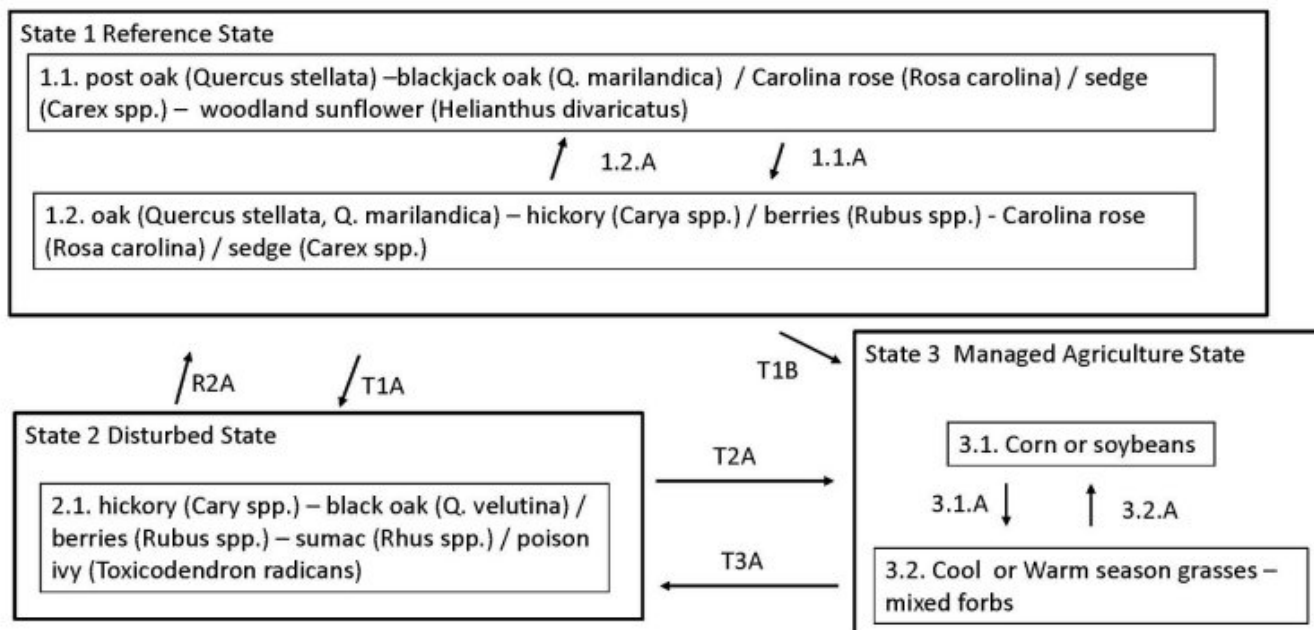 State 1 Reference State
1.1. post oak (Quercus stellata) –blackjack oak (Q. marilandica) / Carolina rose (Rosa carolina) / sedge
(Carex spp.) – woodland sunflower (Helianthus divaricatus)
1.2.A
1.1.A
1.2. oak (Quercus stellata, Q. marilandica) – hickory (Carya spp.) / berries (Rubus spp.) - Carolina rose
(Rosa carolina) / sedge (Carex spp.)
R2A
T1A
T1B
State 2 Disturbed State
2.1. hickory (Cary spp.) – black oak (Q. velutina) /
berries (Rubus spp.) – sumac (Rhus spp.) / poison
ivy (Toxicodendron radicans)
T2A
T3A
State 3 Managed Agriculture State
3.1. Corn or soybeans
3.1.A
3.2.A
3.2. Cool or Warm season grasses –
mixed forbs